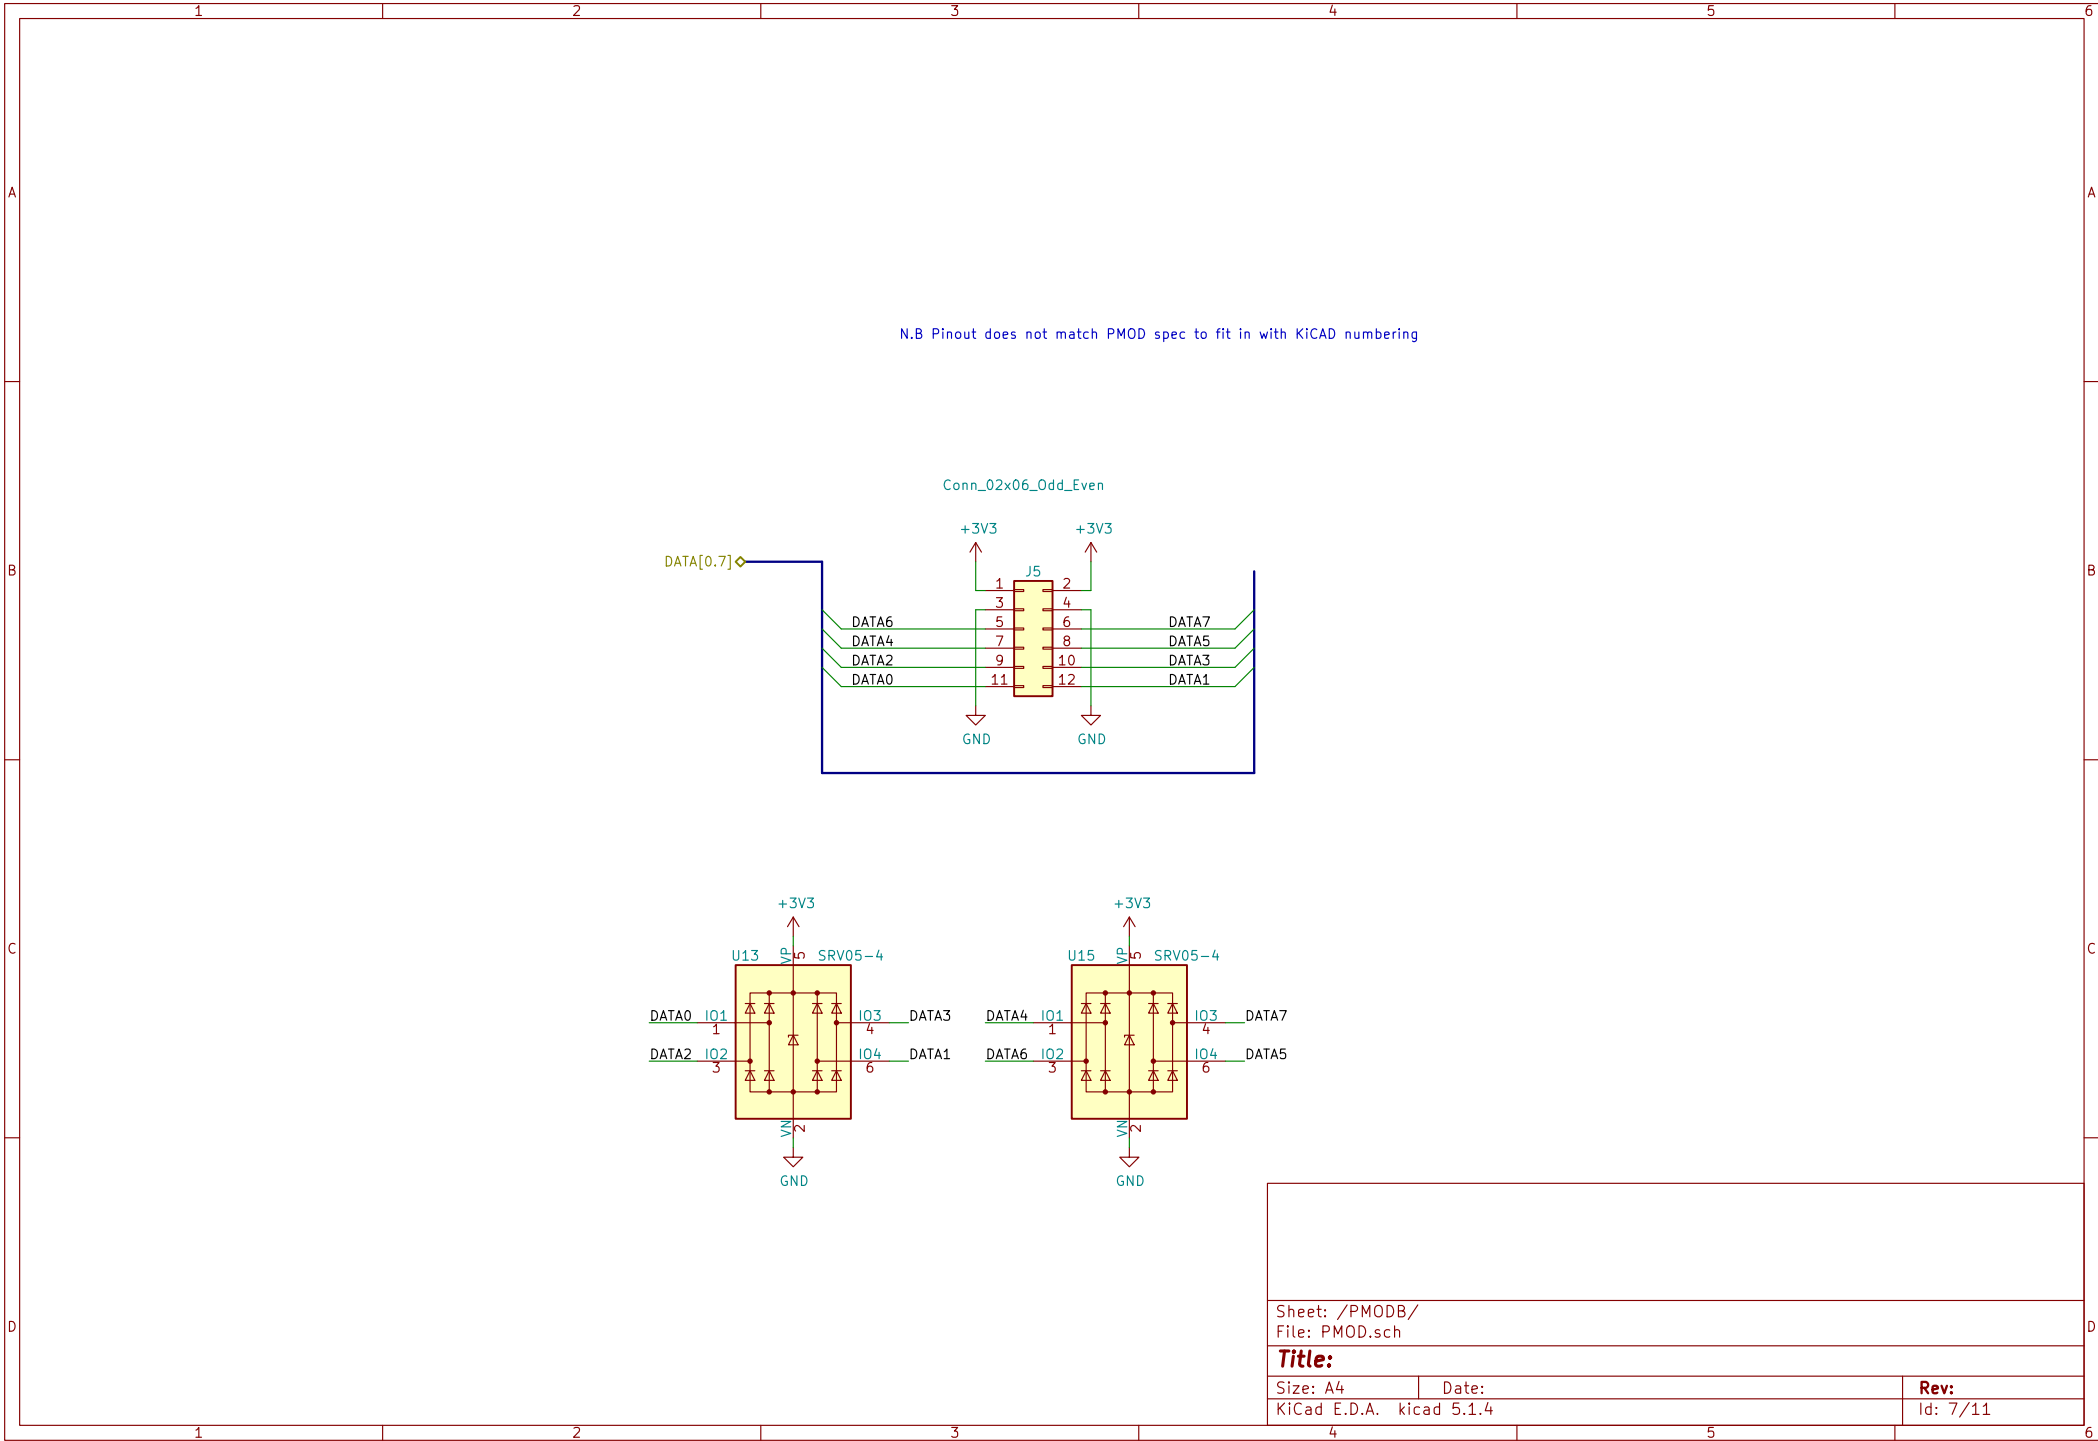 1 2 3 4 5 6
A A
N.B Pinout does not match PMOD spec to fit in with KiCAD numbering
B B
Conn_02x06_Odd_Even
+3V3 +3V3
DATA[0.7]
J5
1 2
3 4
DATA6 5 6 DATA7
DATA4 7 8 DATA5
DATA2 9 10 DATA3
DATA0 11 12 DATA1
GND GND
C C
+3V3 +3V3
U13 VP 5 SRV05-4 U15 VP 5 SRV05-4
DATA0 IO1 IO3 DATA3 DATA4 IO1 IO3 DATA7
1 4 1 4
DATA2 IO2 IO4 DATA1 DATA6 IO2 IO4 DATA5
3 6 3 6
VN 2 VN 2
GND GND
D D
Sheet: /PMODB/
File: PMOD.sch
Title:
Size: A4 Date: Rev:
KiCad E.D.A. kicad 5.1.4 Id: 7/11
1 2 3 4 5 6